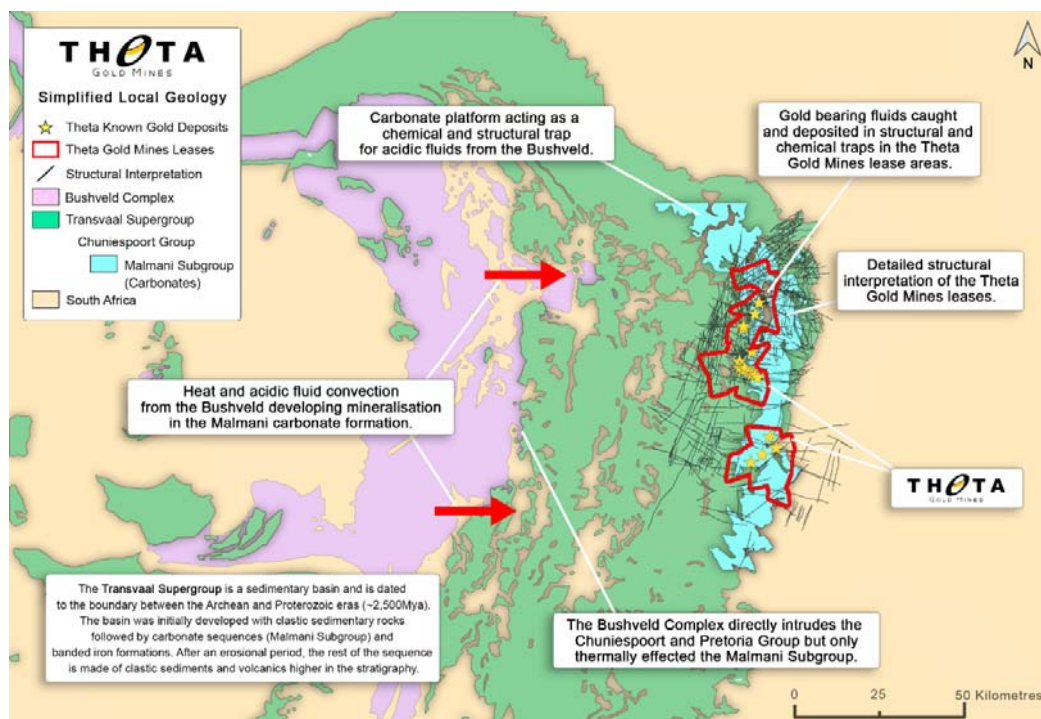 THETA
GOLD MINES
Simplified Local Geology
Theta Known Gold Deposits
Theta Gold Mines Leases
Structural Interpretation
Bushveld Complex
Transvaal Supergroup
Chuniespoort Group
Malmani Subgroup
(Carbonates)
South Africa
Carbonate platform acting as a
chemical and structural trap
for acidic fluids from the Bushveld.
Gold bearing fluids caught
and deposited in structural and
chemical traps in the Theta
Gold Mines lease areas.
N
Detailed structural
interpretation of the Theta
Gold Mines leases.
Heat and acidic fluid convection
from the Bushveld developing mineralisation
in the Malmani carbonate formation.
THETA
GOLD MINES
The Transvaal Supergroup is a sedimentary basin and is dated
to the boundary between the Archean and Proterozoic eras (~2,500Mya).
The basin was initially developed with clastic sedimentary rocks
followed by carbonate sequences (Malmani Subgroup) and
banded iron formations. After an erosional period, the rest of the sequence
is made of clastic sediments and volcanics higher in the stratigraphy.
The Bushveld Complex directly intrudes the
Chuniespoort and Pretoria Group but only
thermally effected the Malmani Subgroup.
0 25 50 Kilometres